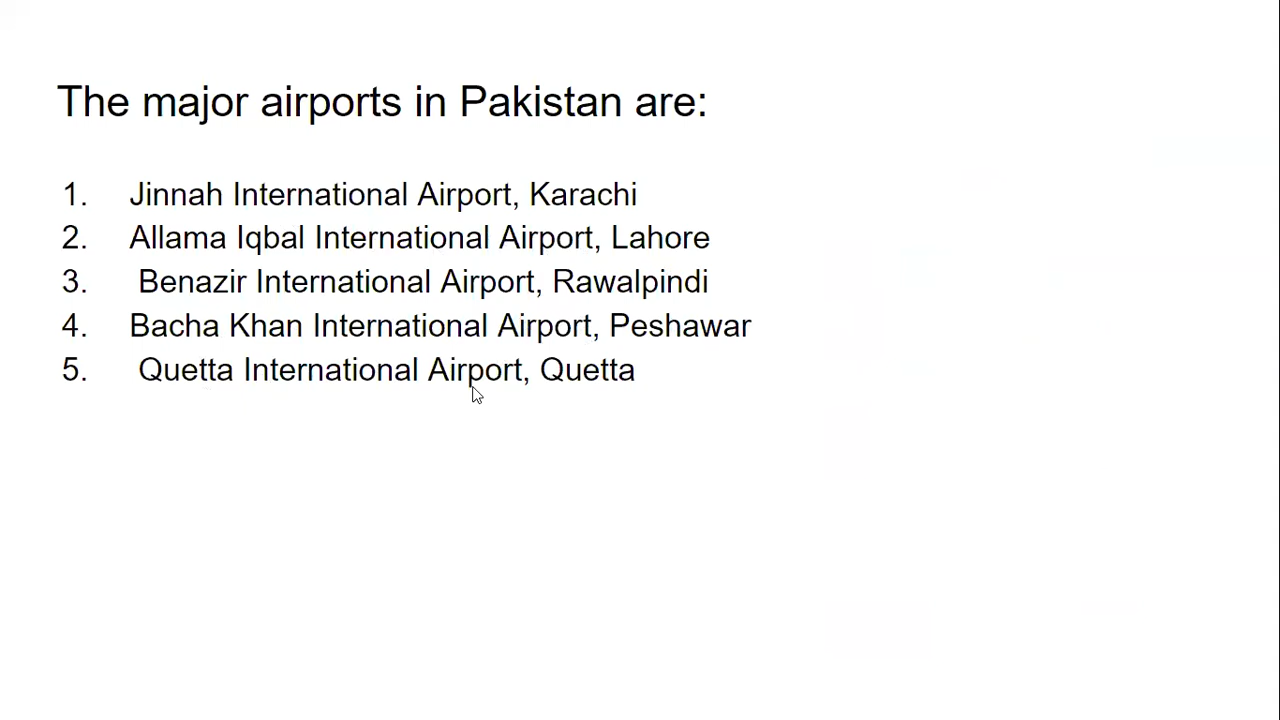 The major airports in Pakistan are:
1. Jinnah International Airport, Karachi
2. Allama Iqbal International Airport, Lahore
3. Benazir International Airport, Rawalpindi
4. Bacha Khan International Airport, Peshawar
5. Quetta International Airport, Quetta